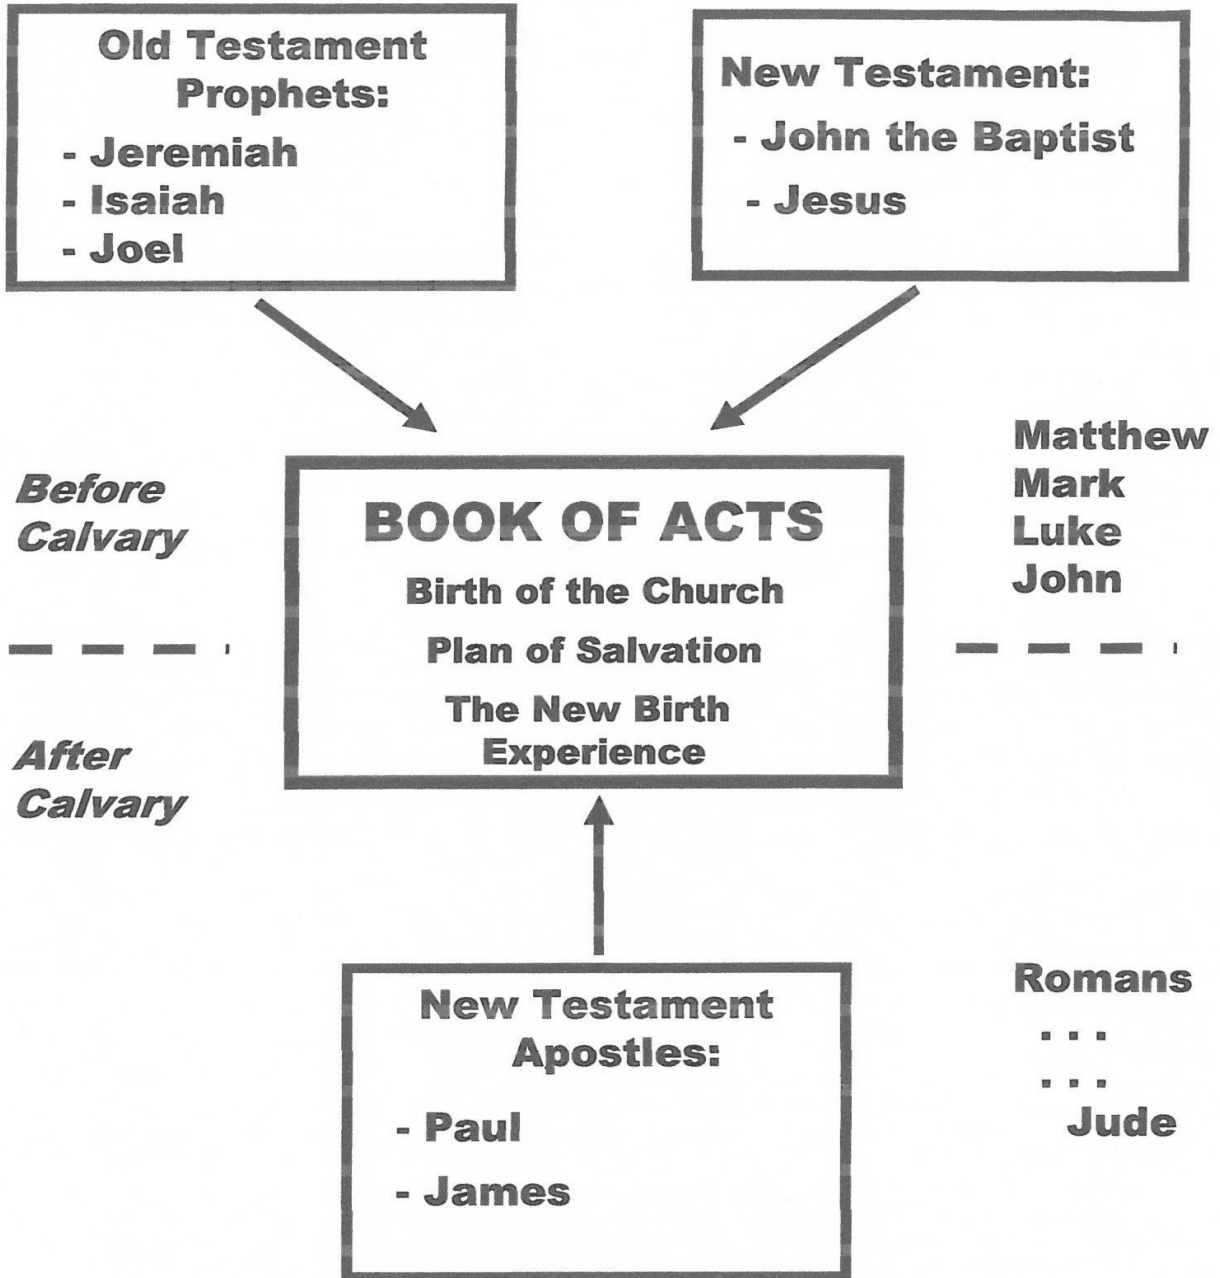 Old Testament
Prophets:
- Jeremiah
- Isaiah
- Joel
New Testament:
- John the Baptist
- Jesus
Before
Calvary
After
Calvary
BOOK OF ACTS
Birth of the Church
Plan of Salvation
The New Birth
Experience
Matthew
Mark
Luke
John
New Testament
Apostles:
- Paul
- James
Romans
...
...
Jude